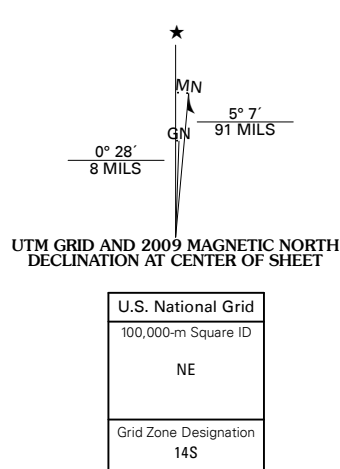 ★
MN
GN
5° 7´
91 MILS
0° 28´
8 MILS
UTM GRID AND 2009 MAGNETIC NORTH
DECLINATION AT CENTER OF SHEET
U.S. National Grid
100,000-m Square ID
NE
Grid Zone Designation
14S